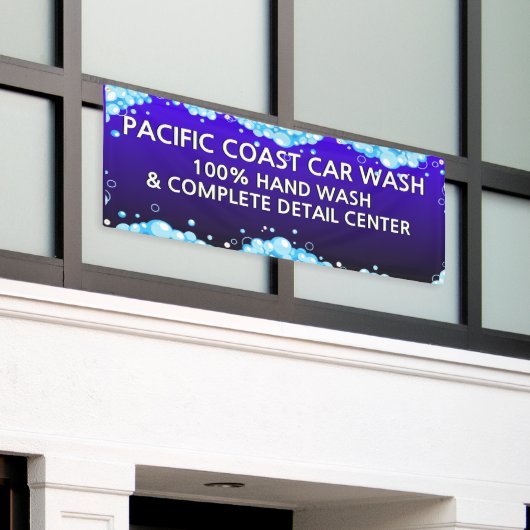 PACIFIC COAST CAR WASH
100% HAND WASH
& COMPLETE DETAIL CENTER